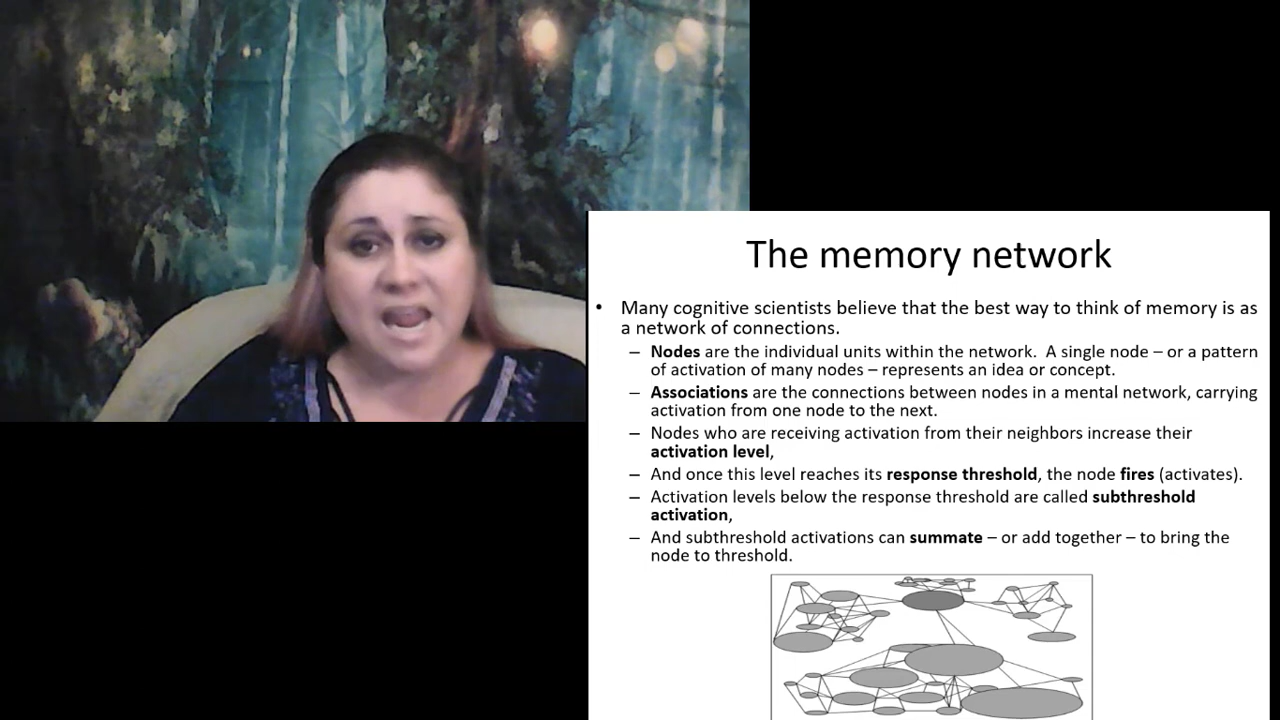 The memory network
• Many cognitive scientists believe that the best way to think of memory is as
a network of connections.
– Nodes are the individual units within the network.  A single node – or a pattern
of activation of many nodes – represents an idea or concept.
– Associations are the connections between nodes in a mental network, carrying
activation from one node to the next.
– Nodes who are receiving activation from their neighbors increase their
activation level,
– And once this level reaches its response threshold, the node fires (activates).
– Activation levels below the response threshold are called subthreshold
activation,
– And subthreshold activations can summate – or add together – to bring the
node to threshold.